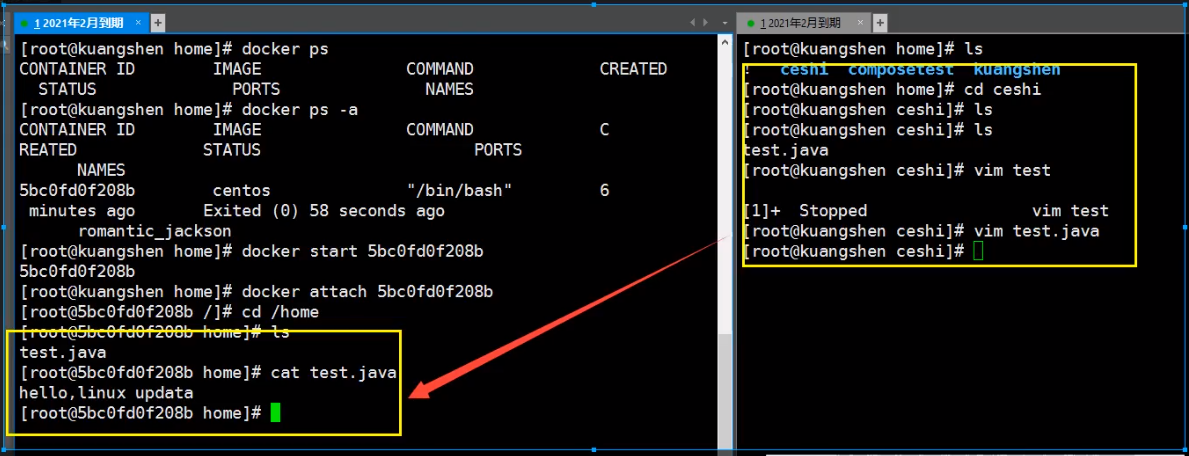 1 2021年2月到期 × +
[root@kuangshen home]# docker ps
CONTAINER ID IMAGE COMMAND CREATED
STATUS PORTS NAMES
[root@kuangshen home]# docker ps -a
CONTAINER ID IMAGE COMMAND C
REATED STATUS PORTS
NAMES
5bc0fd0f208b centos "/bin/bash" 6
minutes ago Exited (0) 58 seconds ago
romantic_jackson
[root@kuangshen home]# docker start 5bc0fd0f208b
5bc0fd0f208b
[root@kuangshen home]# docker attach 5bc0fd0f208b
[root@5bc0fd0f208b /]# cd /home
[root@5bc0fd0f208b home]# ls
test.java
[root@5bc0fd0f208b home]# cat test.java
hello,linux updata
[root@5bc0fd0f208b home]#
1 2021年2月到期 × +
[root@kuangshen home]# ls
ceshi composetest kuangshen
[root@kuangshen home]# cd ceshi
[root@kuangshen ceshi]# ls
[root@kuangshen ceshi]# ls
test.java
[root@kuangshen ceshi]# vim test
[1]+ Stopped vim test
[root@kuangshen ceshi]# vim test.java
[root@kuangshen ceshi]#